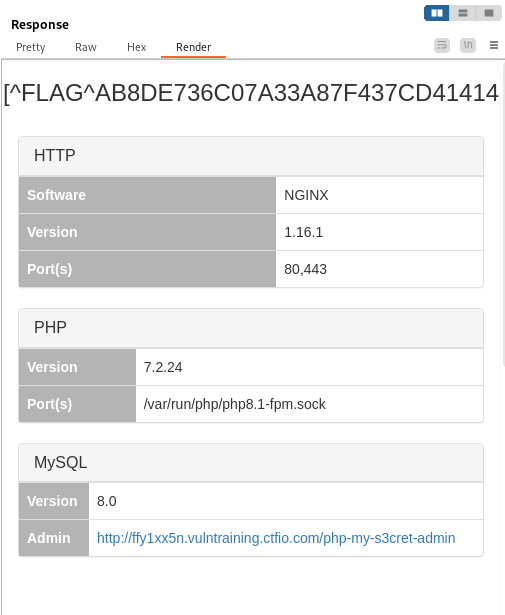 Response
Pretty Raw Hex Render \n
[^FLAG^AB8DE736C07A33A87F437CD41414
HTTP
Software NGINX
Version 1.16.1
Port(s) 80,443
PHP
Version 7.2.24
Port(s) /var/run/php/php8.1-fpm.sock
MySQL
Version 8.0
Admin http://ffy1xx5n.vulntraining.ctfio.com/php-my-s3cret-admin